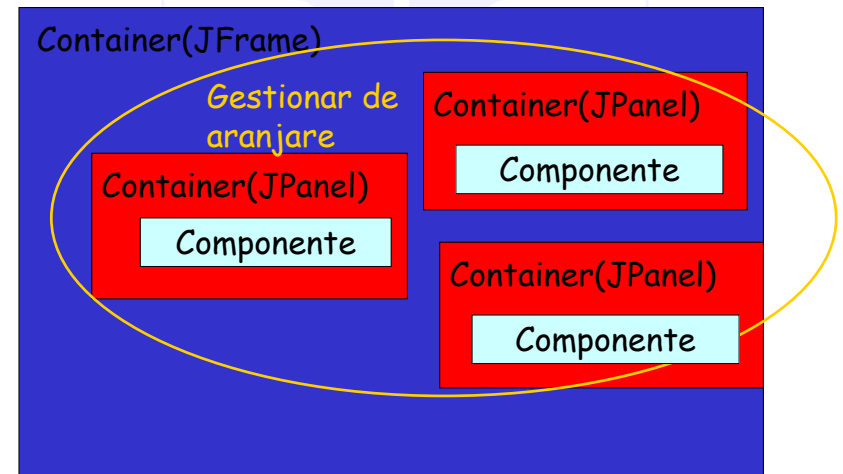 Container(JFrame)
Gestionar de
aranjare
Container(JPanel)
Componente
Container(JPanel)
Componente
Container(JPanel)
Componente